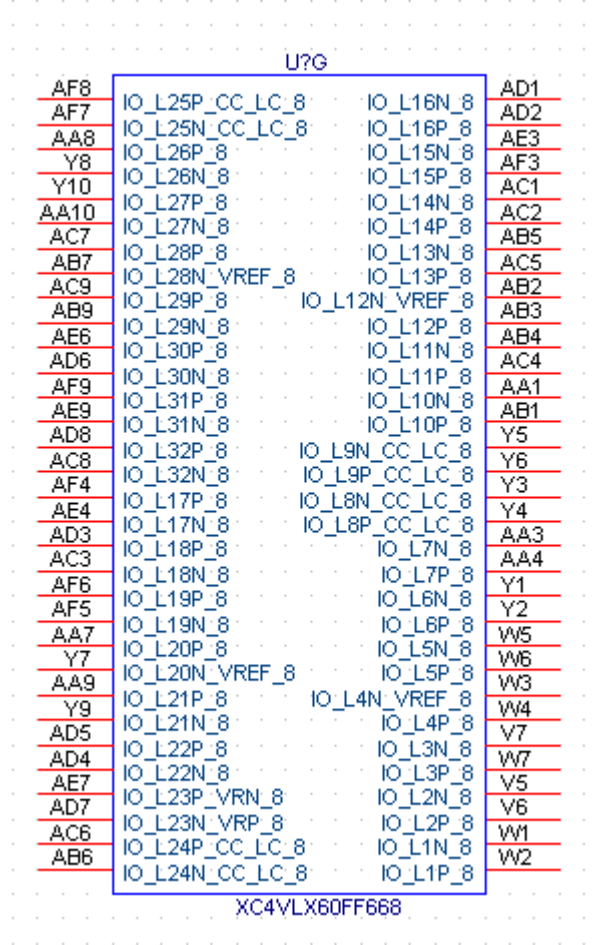 U?G
AF8 IO_L25P_CC_LC_8 IO_L16N_8 AD1
AF7 IO_L25N_CC_LC_8 IO_L16P_8 AD2
AA8 IO_L26P_8 IO_L15N_8 AE3
Y8 IO_L26N_8 IO_L15P_8 AF3
Y10 IO_L27P_8 IO_L14N_8 AC1
AA10 IO_L27N_8 IO_L14P_8 AC2
AC7 IO_L28P_8 IO_L13N_8 AB5
AB7 IO_L28N_VREF_8 IO_L13P_8 AC5
AC9 IO_L29P_8 IO_L12N_VREF_8 AB2
AB9 IO_L29N_8 IO_L12P_8 AB3
AE6 IO_L30P_8 IO_L11N_8 AB4
AD6 IO_L30N_8 IO_L11P_8 AC4
AF9 IO_L31P_8 IO_L10N_8 AA1
AE9 IO_L31N_8 IO_L10P_8 AB1
AD8 IO_L32P_8 IO_L9N_CC_LC_8 Y5
AC8 IO_L32N_8 IO_L9P_CC_LC_8 Y6
AF4 IO_L17P_8 IO_L8N_CC_LC_8 Y3
AE4 IO_L17N_8 IO_L8P_CC_LC_8 Y4
AD3 IO_L18P_8 IO_L7N_8 AA3
AC3 IO_L18N_8 IO_L7P_8 AA4
AF6 IO_L19P_8 IO_L6N_8 Y1
AF5 IO_L19N_8 IO_L6P_8 Y2
AA7 IO_L20P_8 IO_L5N_8 W5
Y7 IO_L20N_VREF_8 IO_L5P_8 W6
AA9 IO_L21P_8 IO_L4N_VREF_8 W3
Y9 IO_L21N_8 IO_L4P_8 W4
AD5 IO_L22P_8 IO_L3N_8 V7
AD4 IO_L22N_8 IO_L3P_8 W7
AE7 IO_L23P_VRN_8 IO_L2N_8 V5
AD7 IO_L23N_VRP_8 IO_L2P_8 V6
AC6 IO_L24P_CC_LC_8 IO_L1N_8 W1
AB6 IO_L24N_CC_LC_8 IO_L1P_8 W2
XC4VLX60FF668